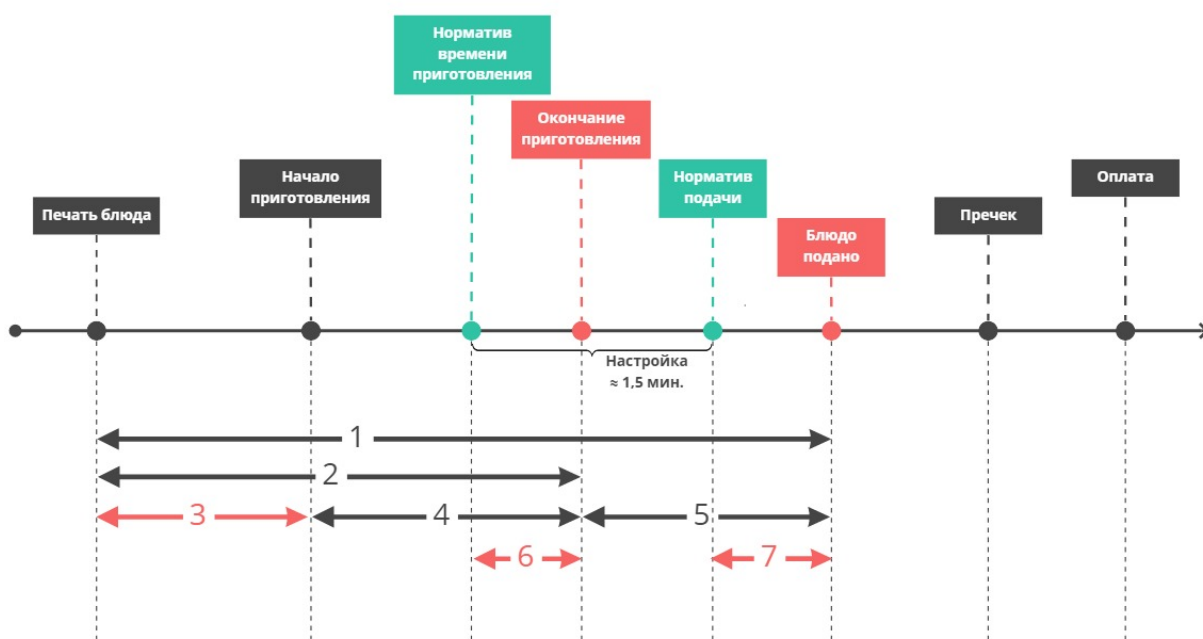 Норматив
времени
приготовления
Окончание
приготовления
Начало
приготовления
Норматив
подачи
Оплата
Печать блюда
Пречек
Блюдо
подано
Настройка
≈ 1,5 мин.
1
2
3
4
5
6
7